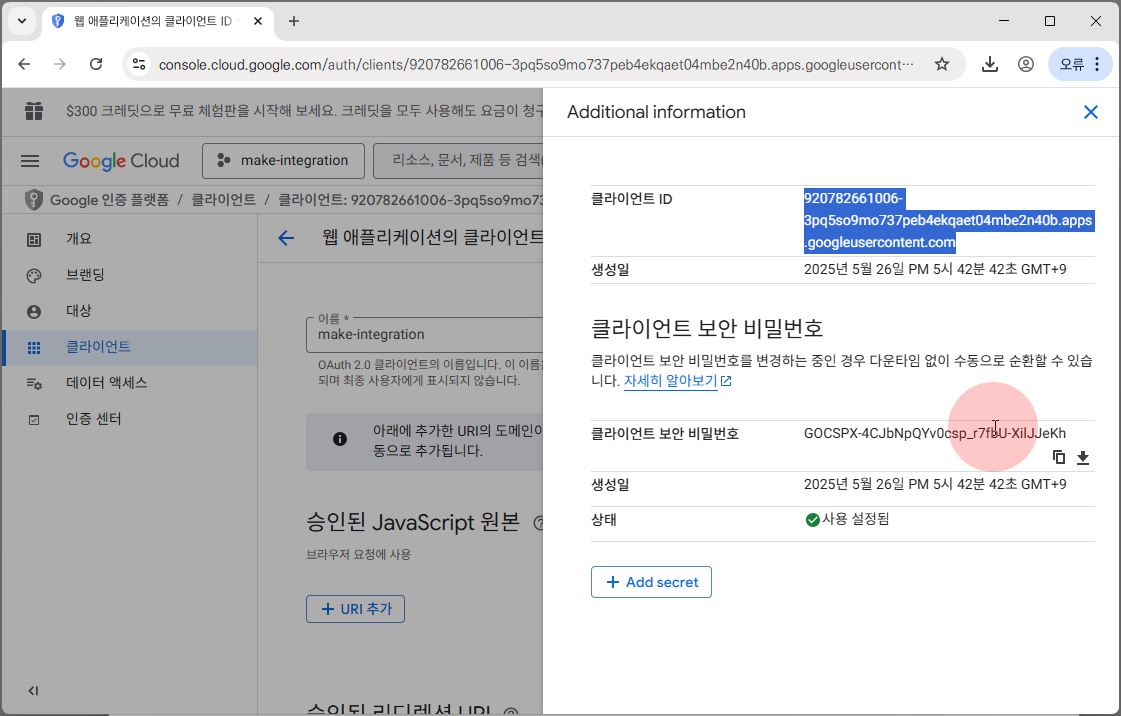 웹 애플리케이션의 클라이언트 ID
console.cloud.google.com/auth/clients/920782661006-3pq5so9mo737peb4ekqaet04mbe2n40b.apps.googleusercont···
오류
$300 크레딧으로 무료 체험판을 시작해 보세요. 크레딧을 모두 사용해도 요금이 청구
Google Cloud
make-integration
리소스, 문서, 제품 등 검색(
Google 인증 플랫폼 / 클라이언트 / 클라이언트: 920782661006-3pq5so9mo73
개요
브랜딩
대상
클라이언트
데이터 액세스
인증 센터
웹 애플리케이션의 클라이언트
이름 *
make-integration
OAuth 2.0 클라이언트의 이름입니다. 이 이름은
되며 최종 사용자에게 표시되지 않습니다.
아래에 추가한 URI의 도메인이
동으로 추가됩니다.
승인된 JavaScript 원본
브라우저 요청에 사용
URI 추가
승인된 리디렉션 URI
Additional information
클라이언트 ID
920782661006-
3pq5so9mo737peb4ekqaet04mbe2n40b.apps
.googleusercontent.com
생성일
2025년 5월 26일 PM 5시 42분 42초 GMT+9
클라이언트 보안 비밀번호
클라이언트 보안 비밀번호를 변경하는 중인 경우 다운타임 없이 수동으로 순환할 수 있습
니다. 자세히 알아보기
클라이언트 보안 비밀번호
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
생성일
2025년 5월 26일 PM 5시 42분 42초 GMT+9
상태
사용 설정됨
Add secret